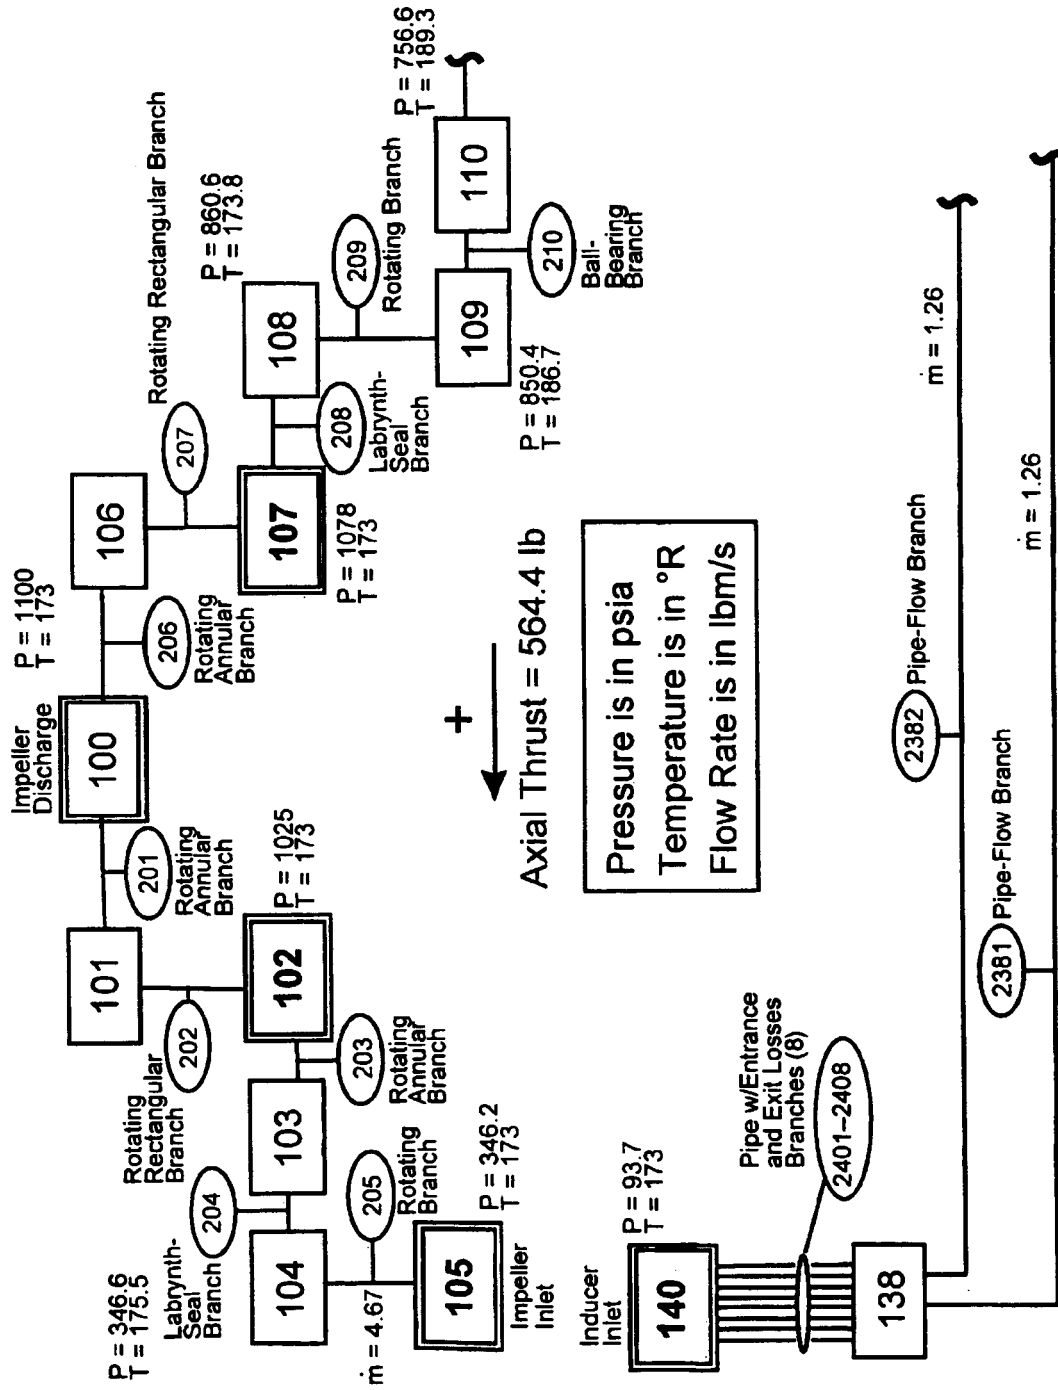 Impeller
Discharge
100
P = 1100
T = 173
101
201
Rotating
Annular
Branch
206
Rotating
Annular
Branch
106
202
Rotating
Rectangular
Branch
207
Rotating Rectangular Branch
102
P = 1025
T = 173
107
P = 1078
T = 173
203
Rotating
Annular
Branch
103
204
Labrynth-
Seal
Branch
104
P = 346.6
T = 175.5
205
Rotating
Branch
ṁ = 4.67
105
P = 346.2
T = 173
Impeller
Inlet
208
Labrynth-
Seal
Branch
108
P = 860.6
T = 173.8
209
Rotating Branch
109
P = 850.4
T = 186.7
210
Ball-
Bearing
Branch
110
P = 756.6
T = 189.3
+
Axial Thrust = 564.4 lb
Pressure is in psia
Temperature is in °R
Flow Rate is in lbm/s
Inducer
Inlet
140
P = 93.7
T = 173
Pipe w/Entrance
and Exit Losses
Branches (8)
2401–2408
138
2382
Pipe-Flow Branch
ṁ = 1.26
2381
Pipe-Flow Branch
ṁ = 1.26